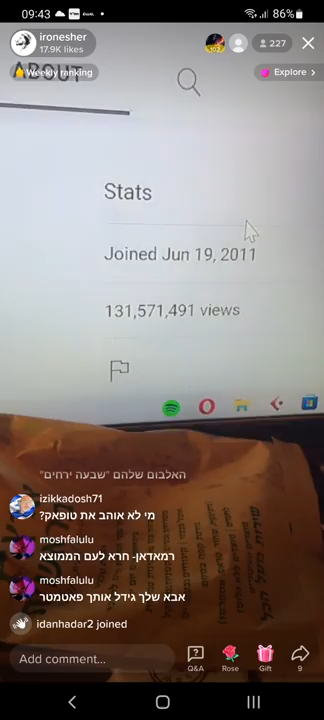 09:43
86%
ironesher
17.9K likes
102
227
Weekly ranking
Explore >
ABOUT
Stats
Joined Jun 19, 2011
131,571,491 views
האלבום שלהם "שבעה ירחים"
izikkadosh71
מי לא אוהב את טופאק?
moshfalulu
רמאדאן- חרא לעם הממוצא
moshfalulu
אבא שלך גידל אותך פאטמטר
idanhadar2 joined
Add comment...
Q&A
Rose
Gift
9